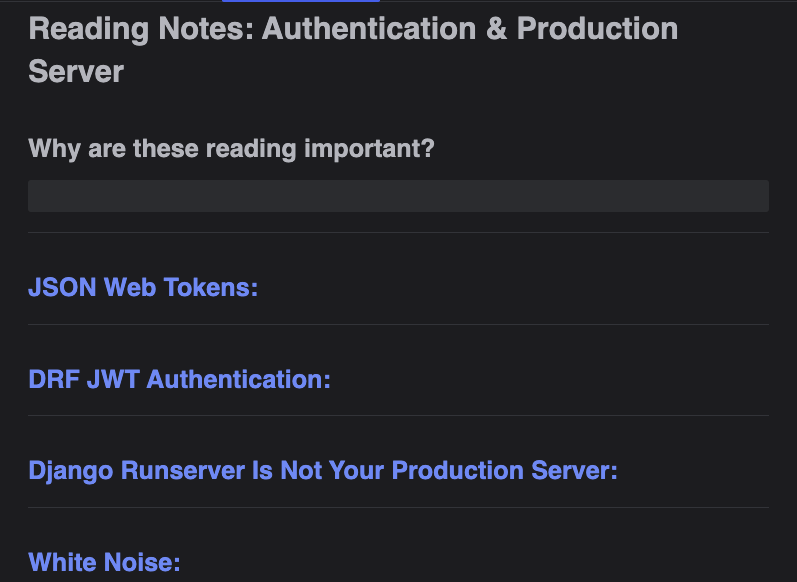 Reading Notes: Authentication & Production
Server
Why are these reading important?
JSON Web Tokens:
DRF JWT Authentication:
Django Runserver Is Not Your Production Server:
White Noise: